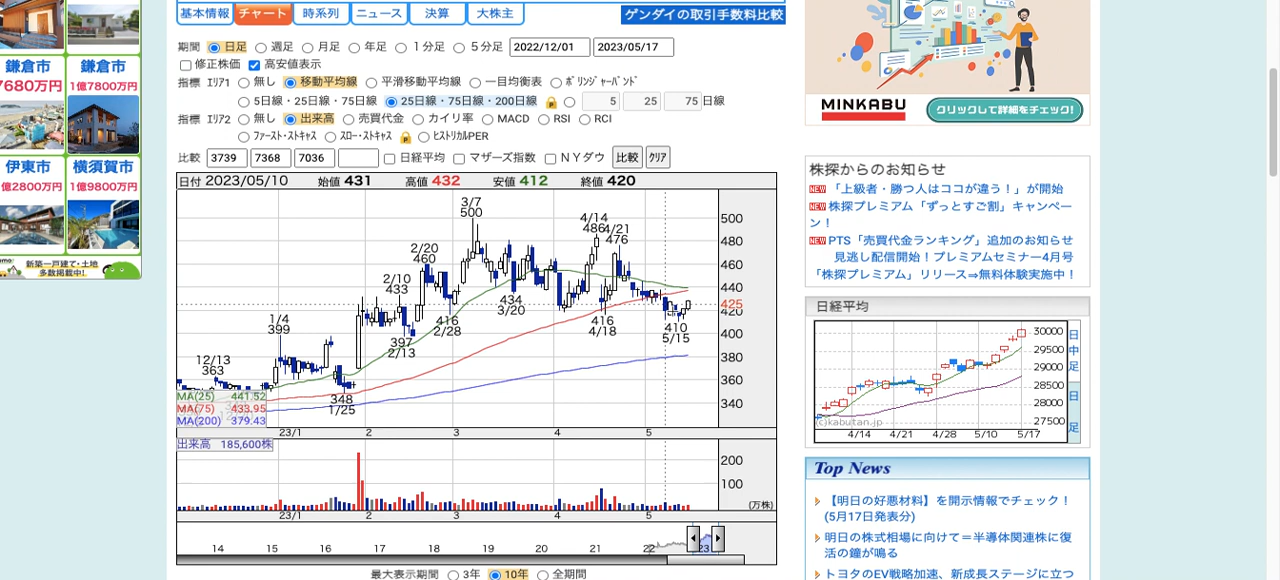 基本情報 チャート 時系列 ニュース 決算 大株主
ゲンダイの取引手数料比較
期間 日足 週足 月足 年足 1分足 5分足 2022/12/01 2023/05/17
修正株価 高安値表示
指標 エリア1 無し 移動平均線 平滑移動平均線 一目均衡表 ボリンジャーバンド
5日線・25日線・75日線 25日線・75日線・200日線 5 25 75 日線
指標 エリア2 無し 出来高 売買代金 カイリ率 MACD RSI RCI
ファースト・ストキャス スロー・ストキャス ヒストリカルPER
比較 3739 7368 7036 日経平均 マザーズ指数 NYダウ 比較 クリア
日付 2023/05/10 始値 431 高値 432 安値 412 終値 420
3/7
500
4/14
486
4/21
476
2/20
460
2/10
433
434
3/20
416
2/28
416
4/18
410
5/15
397
2/13
1/4
399
12/13
363
348
1/25
500
480
460
440
425
420
400
380
360
340
MA(25) 441.52
MA(75) 433.95
MA(200) 379.43
23/1 2 3 4 5
出来高 185,600株
200
100
(万株)
23/1 2 3 4 5
14 15 16 17 18 19 20 21 22 23
最大表示期間 3年 10年 全期間
鎌倉市 鎌倉市
7680万円 1億7800万円
伊東市 横須賀市
億2800万円 1億9800万円
新築一戸建て・土地
多数掲載中!
MINKABU
クリックして詳細をチェック!
株探からのお知らせ
NEW 「上級者・勝つ人はココが違う！」が開始
NEW 株探プレミアム「ずっとすご割」キャンペー
ン！
NEW PTS「売買代金ランキング」追加のお知らせ
見逃し配信開始！プレミアムセミナー4月号
「株探プレミアム」リリース⇒無料体験実施中！
日経平均
30000
29500
29000
28500
28000
27500
(c)kabutan.jp
4/14 4/21 4/28 5/10 5/17
日
中
足
日
足
Top News
【明日の好悪材料】を開示情報でチェック！
(5月17日発表分)
明日の株式相場に向けて＝半導体関連株に復
活の鐘が鳴る
トヨタのEV戦略加速、新成長ステージに立つ